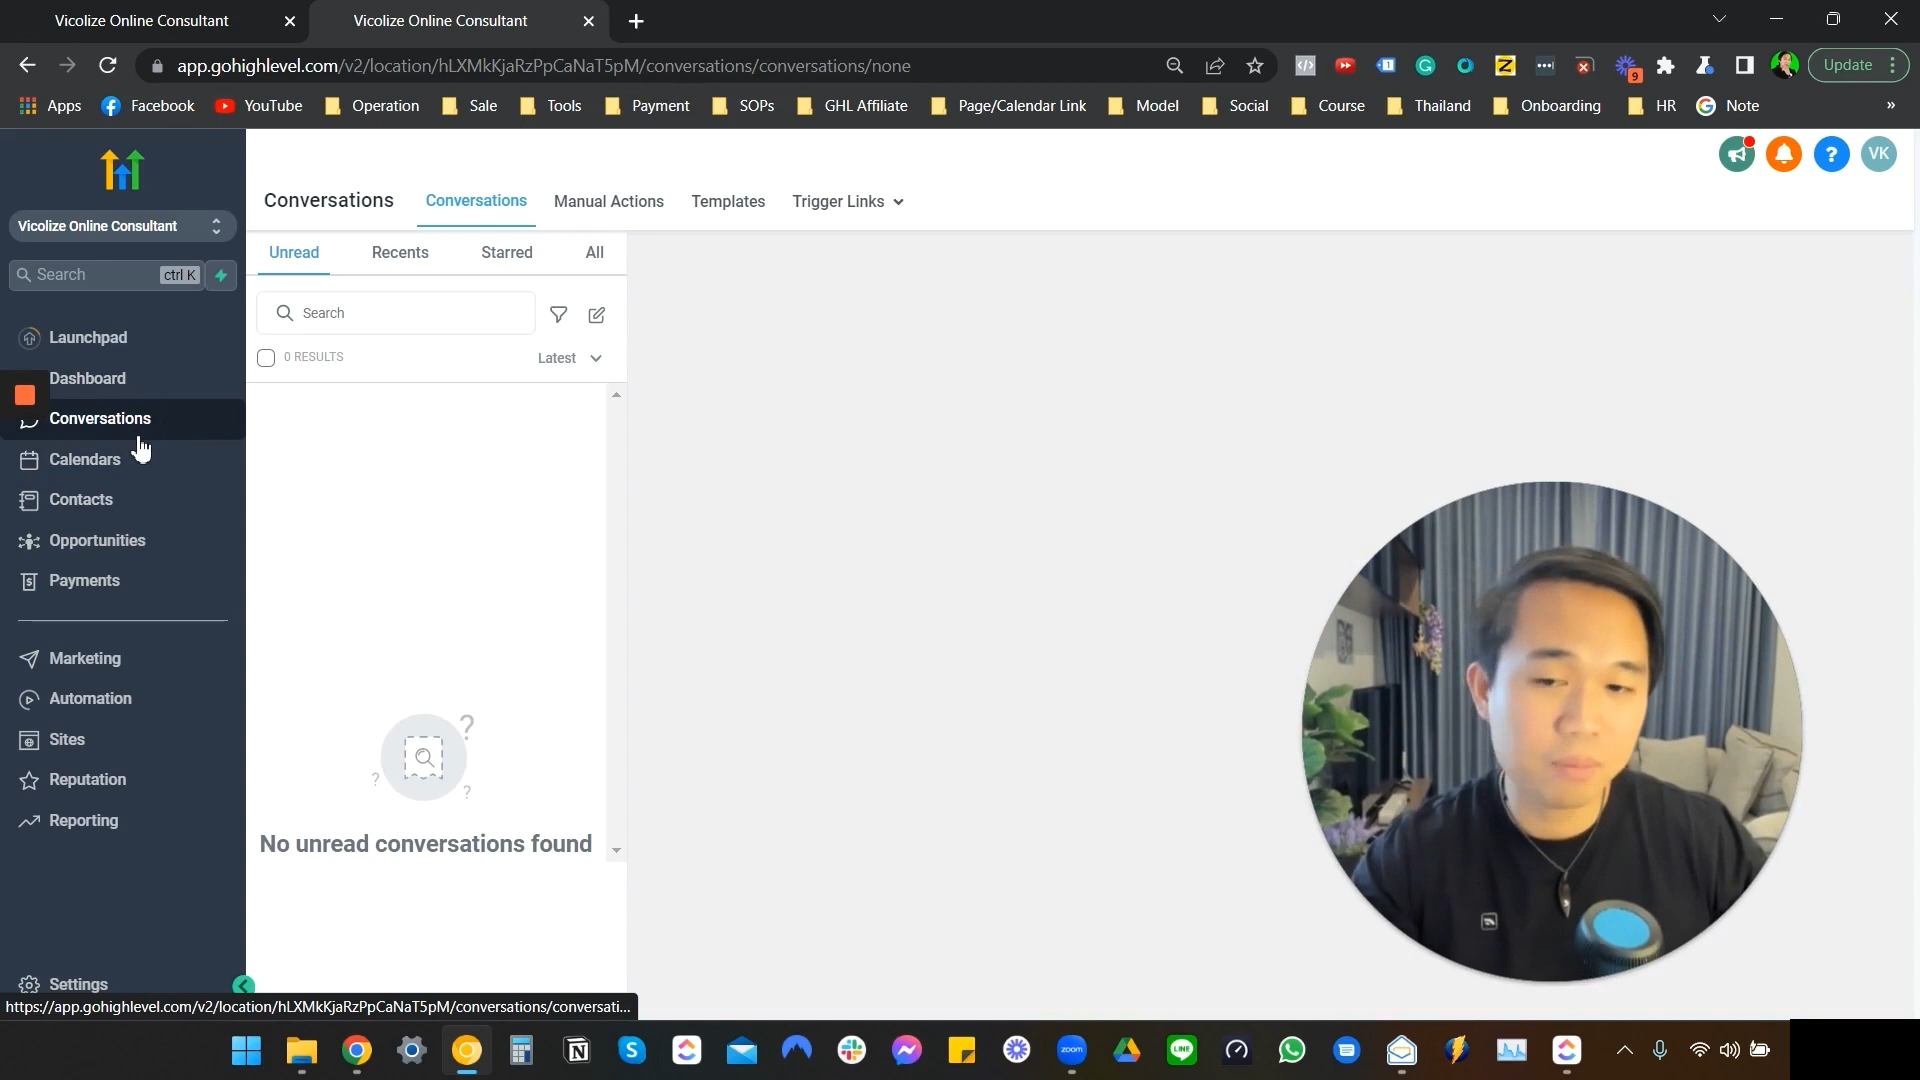 Vicolize Online Consultant
Vicolize Online Consultant
app.gohighlevel.com/v2/location/hLXMkKjaRzPpCaNaT5pM/conversations/conversations/none
9
Update
Apps Facebook YouTube Operation Sale Tools Payment SOPs GHL Affiliate Page/Calendar Link Model Social Course Thailand Onboarding HR Note »
?
VK
Vicolize Online Consultant
Search ctrl K
Launchpad
Dashboard
Conversations
Calendars
Contacts
Opportunities
Payments
Marketing
Automation
Sites
Reputation
Reporting
Settings
Conversations Conversations Manual Actions Templates Trigger Links
Unread Recents Starred All
Search
0 RESULTS Latest
? ? ?
No unread conversations found
https://app.gohighlevel.com/v2/location/hLXMkKjaRzPpCaNaT5pM/conversations/conversati...
zoom
LINE